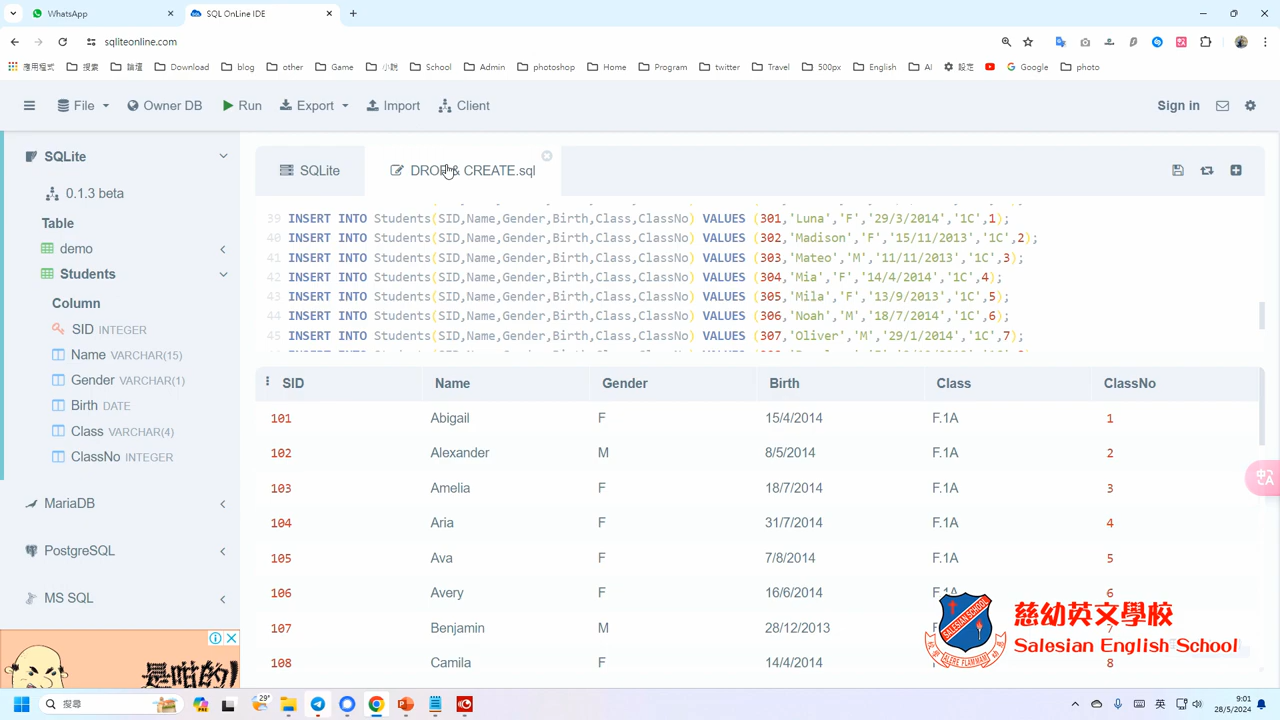 WhatsApp
SQL OnLine IDE
sqliteonline.com
應用程式 搜索 論壇 Download blog other Game 小說 School Admin photoshop Home Program twitter Travel 500px English AI 設定 Google photo
File Owner DB Run Export Import Client Sign in
SQLite
0.1.3 beta
Table
demo
Students
Column
SID INTEGER
Name VARCHAR(15)
Gender VARCHAR(1)
Birth DATE
Class VARCHAR(4)
ClassNo INTEGER
MariaDB
PostgreSQL
MS SQL
是啱的
SQLite DROP & CREATE.sql
39 INSERT INTO Students(SID,Name,Gender,Birth,Class,ClassNo) VALUES (301,'Luna','F','29/3/2014','1C',1);
40 INSERT INTO Students(SID,Name,Gender,Birth,Class,ClassNo) VALUES (302,'Madison','F','15/11/2013','1C',2);
41 INSERT INTO Students(SID,Name,Gender,Birth,Class,ClassNo) VALUES (303,'Mateo','M','11/11/2013','1C',3);
42 INSERT INTO Students(SID,Name,Gender,Birth,Class,ClassNo) VALUES (304,'Mia','F','14/4/2014','1C',4);
43 INSERT INTO Students(SID,Name,Gender,Birth,Class,ClassNo) VALUES (305,'Mila','F','13/9/2013','1C',5);
44 INSERT INTO Students(SID,Name,Gender,Birth,Class,ClassNo) VALUES (306,'Noah','M','18/7/2014','1C',6);
45 INSERT INTO Students(SID,Name,Gender,Birth,Class,ClassNo) VALUES (307,'Oliver','M','29/1/2014','1C',7);
SID Name Gender Birth Class ClassNo
101 Abigail F 15/4/2014 F.1A 1
102 Alexander M 8/5/2014 F.1A 2
103 Amelia F 18/7/2014 F.1A 3
104 Aria F 31/7/2014 F.1A 4
105 Ava F 7/8/2014 F.1A 5
106 Avery F 16/6/2014 F.1A 6
107 Benjamin M 28/12/2013 7
108 Camila F 14/4/2014 8
SALESIAN SCHOOL
慈幼英文學校
Salesian English School
搜尋
29°
英
9:01
28/5/2024